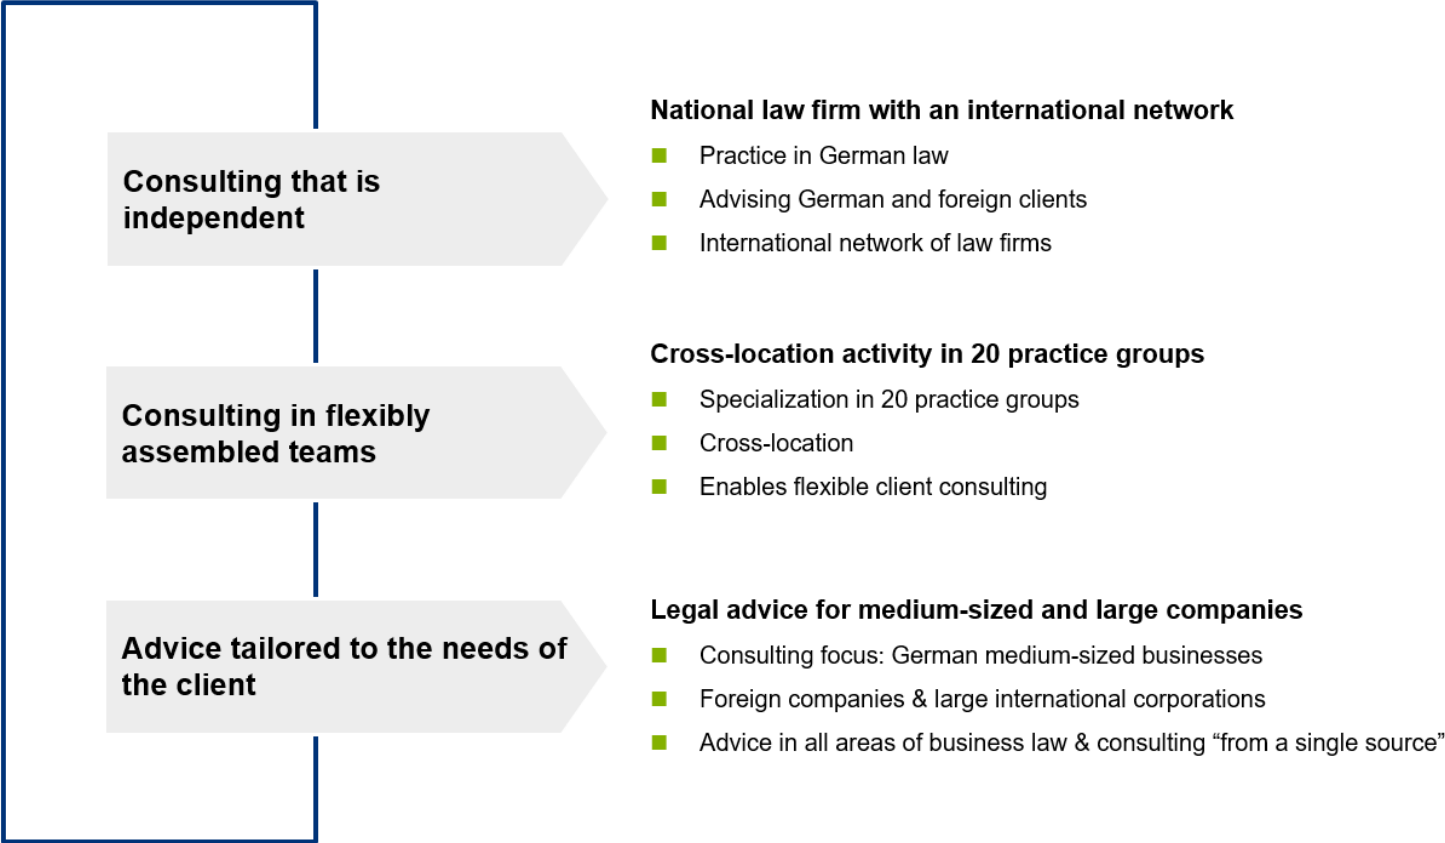 National law firm with an international network
Consulting that is
independent
Practice in German law
Advising German and foreign clients
International network of law firms
Cross-location activity in 20 practice groups
Consulting in flexibly
assembled teams
Specialization in 20 practice groups
Cross-location
Enables flexible client consulting
Legal advice for medium-sized and large companies
Advice tailored to the needs of
the client
Consulting focus: German medium-sized businesses
Foreign companies & large international corporations
Advice in all areas of business law & consulting “from a single source”